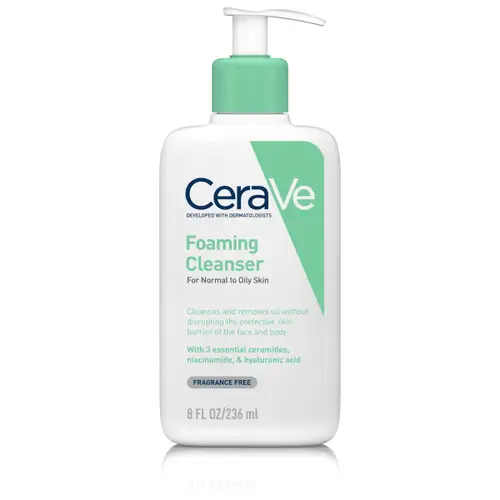 CeraVe
DEVELOPED WITH DERMATOLOGISTS
Foaming
Cleanser
For Normal to Oily Skin
Cleanses and removes oil without
disrupting the protective skin
barrier of the face and body
With 3 essential ceramides,
niacinamide, & hyaluronic acid
FRAGRANCE FREE
8 FL OZ/236 ml